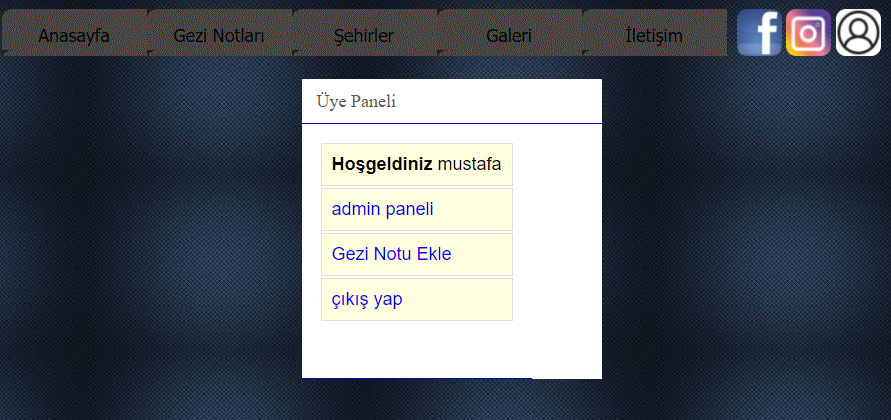 Anasayfa Gezi Notları Şehirler Galeri İletişim
Üye Paneli
Hoşgeldiniz mustafa
admin paneli
Gezi Notu Ekle
çıkış yap